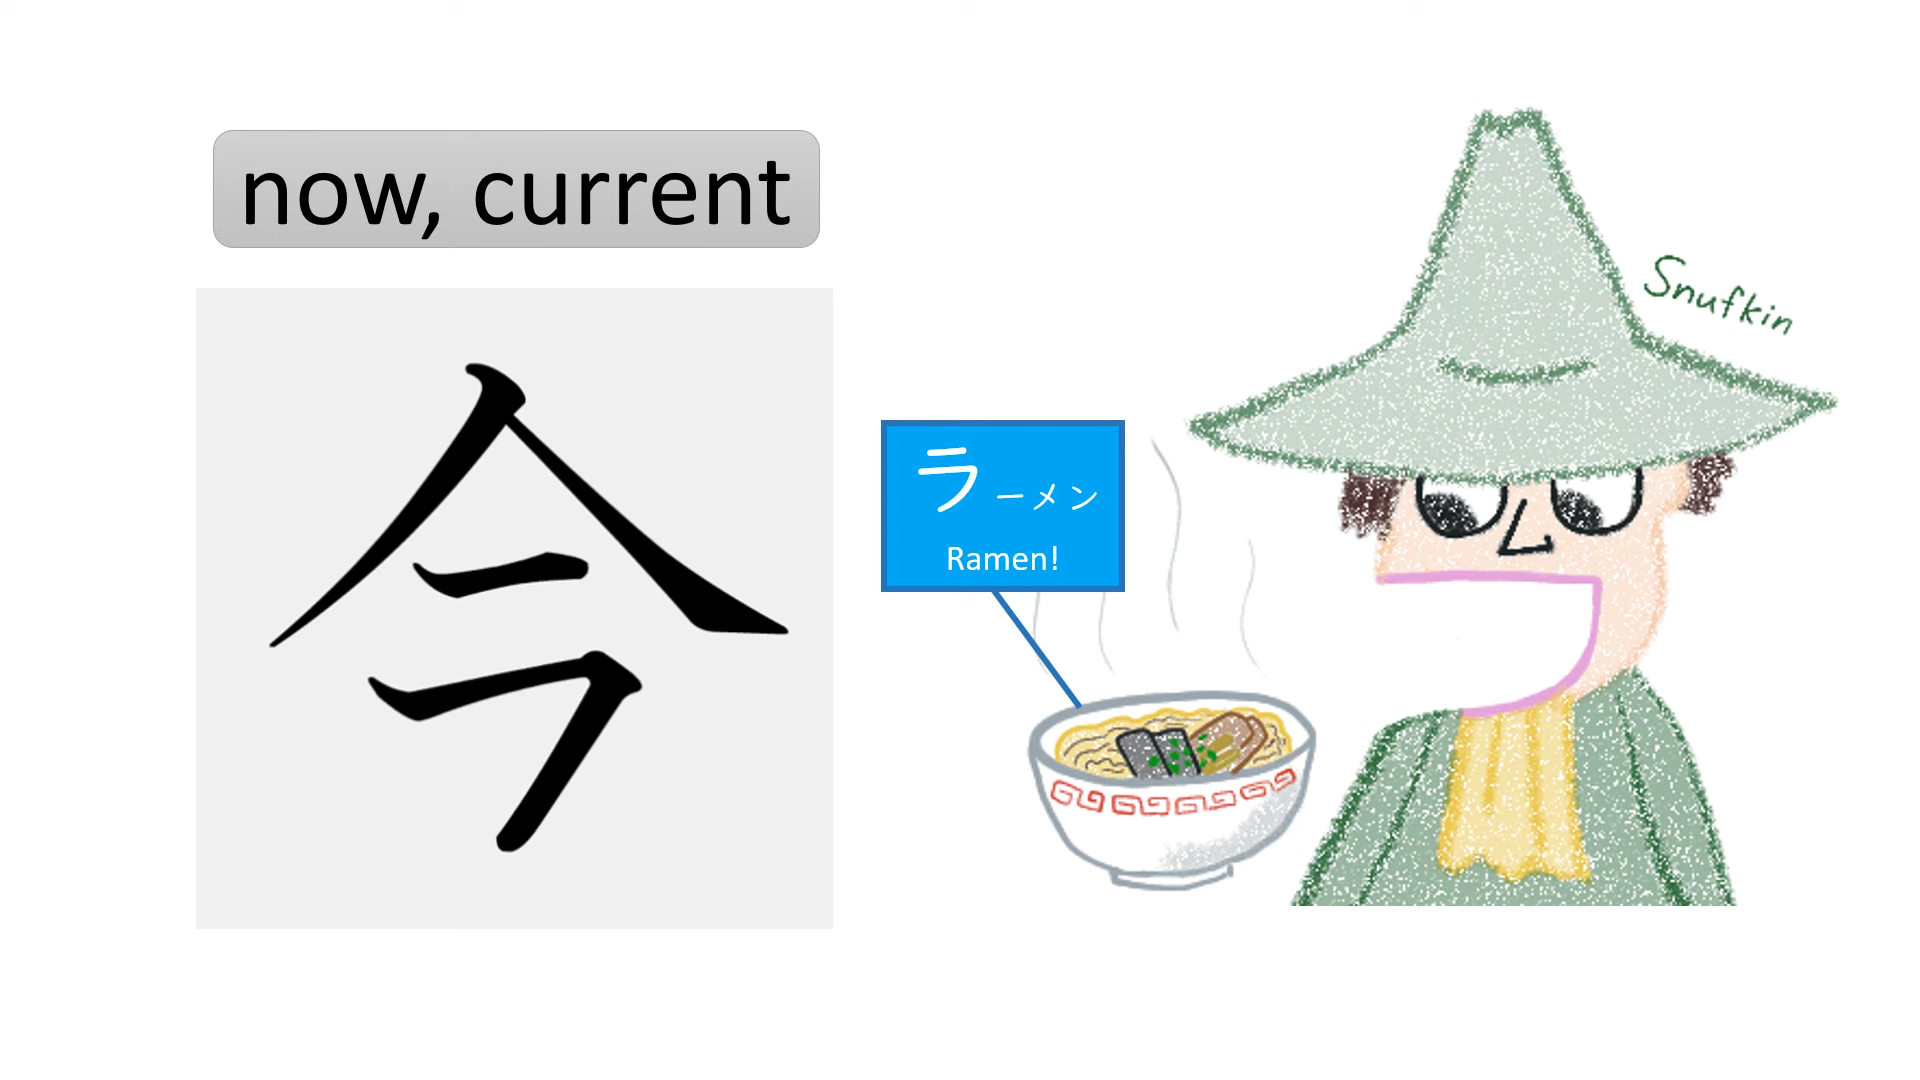 now, current
今
ラーメン
Ramen!
Snufkin